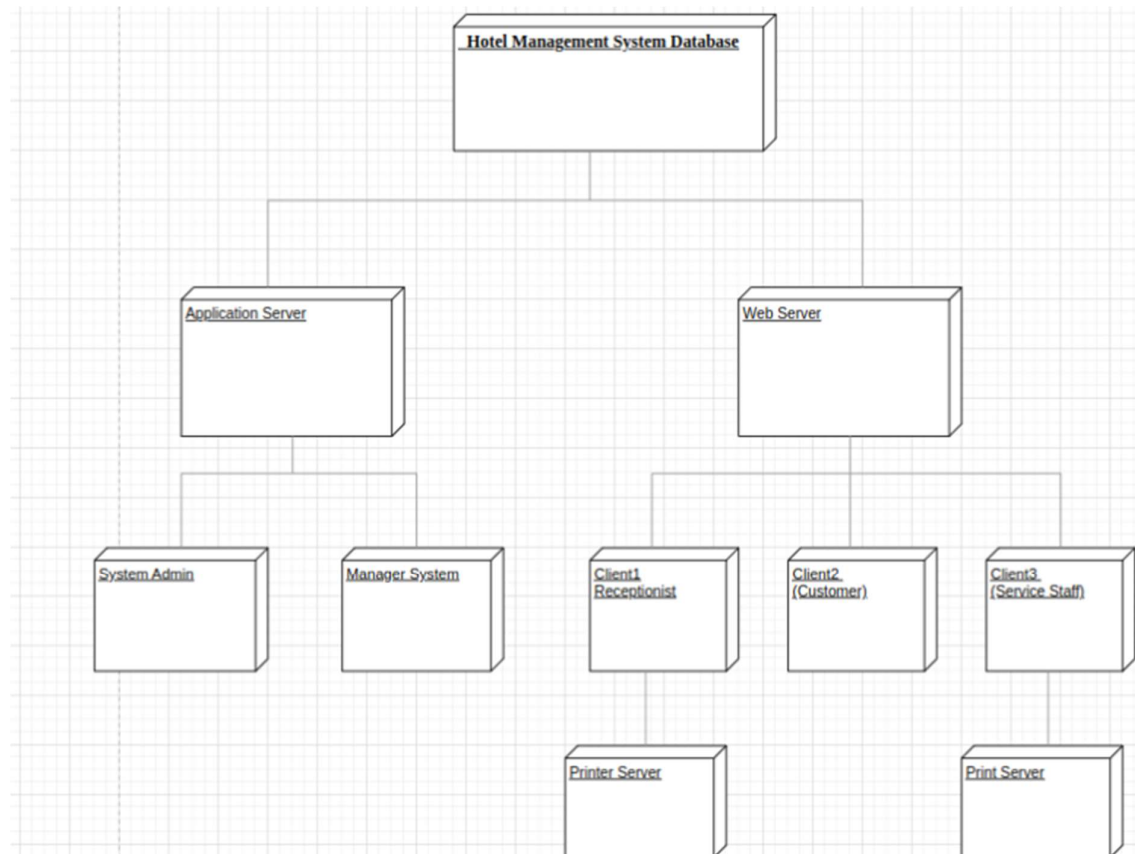 Hotel Management System Database
Application Server
Web Server
System Admin
Manager System
Client1
Receptionist
Client2
(Customer)
Client3
(Service Staff)
Printer Server
Print Server